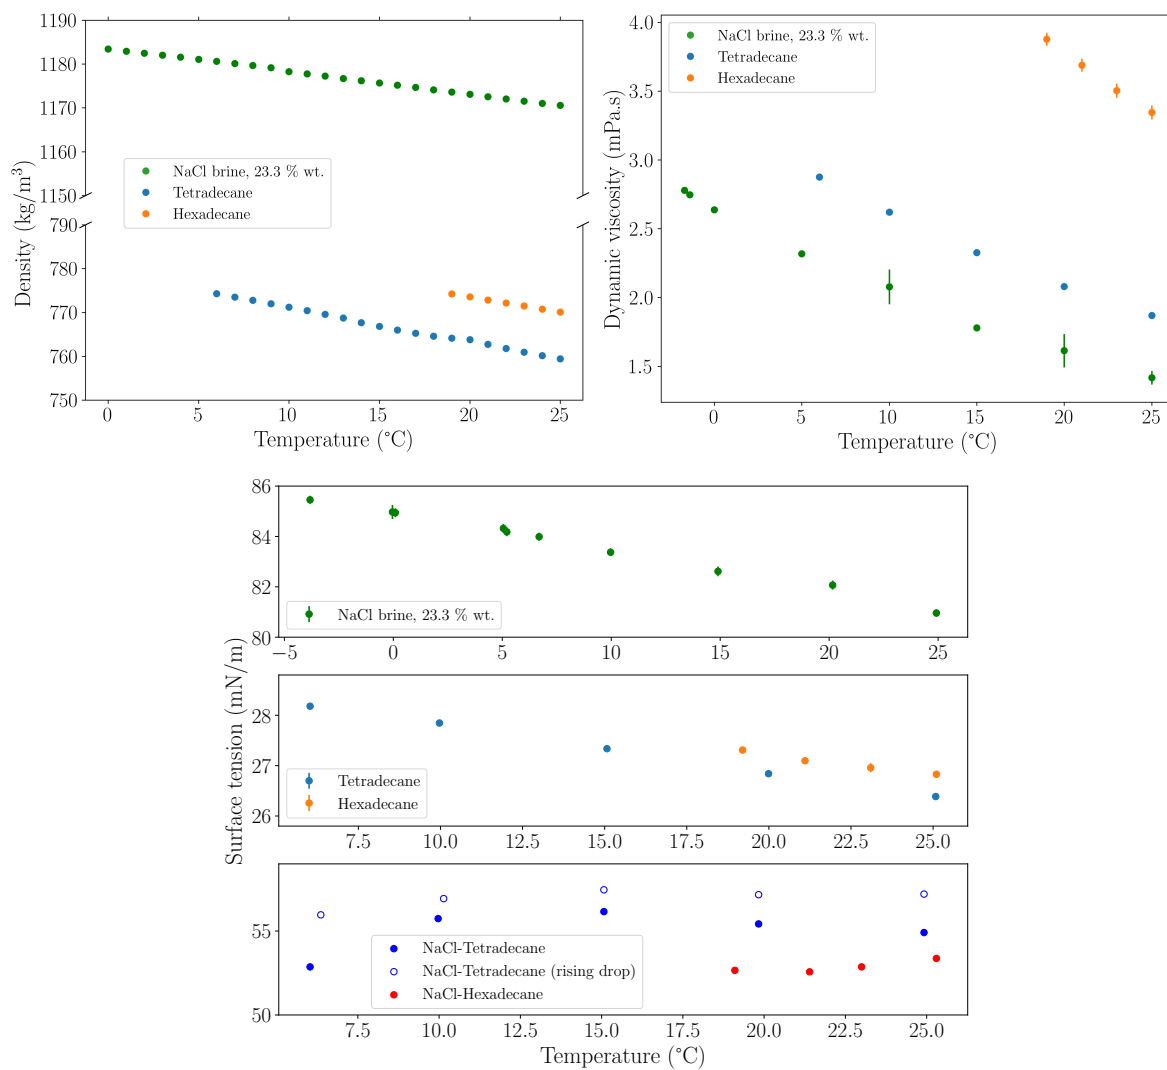 1190
1180
1170
1160
1150
790
780
770
760
750
Density (kg/m³)
NaCl brine, 23.3 % wt.
Tetradecane
Hexadecane
0 5 10 15 20 25
Temperature (°C)
4.0
3.5
3.0
2.5
2.0
1.5
Dynamic viscosity (mPa.s)
NaCl brine, 23.3 % wt.
Tetradecane
Hexadecane
0 5 10 15 20 25
Temperature (°C)
86
84
82
80
NaCl brine, 23.3 % wt.
−5 0 5 10 15 20 25
Surface tension (mN/m)
28
27
26
Tetradecane
Hexadecane
7.5 10.0 12.5 15.0 17.5 20.0 22.5 25.0
55
50
NaCl-Tetradecane
NaCl-Tetradecane (rising drop)
NaCl-Hexadecane
7.5 10.0 12.5 15.0 17.5 20.0 22.5 25.0
Temperature (°C)